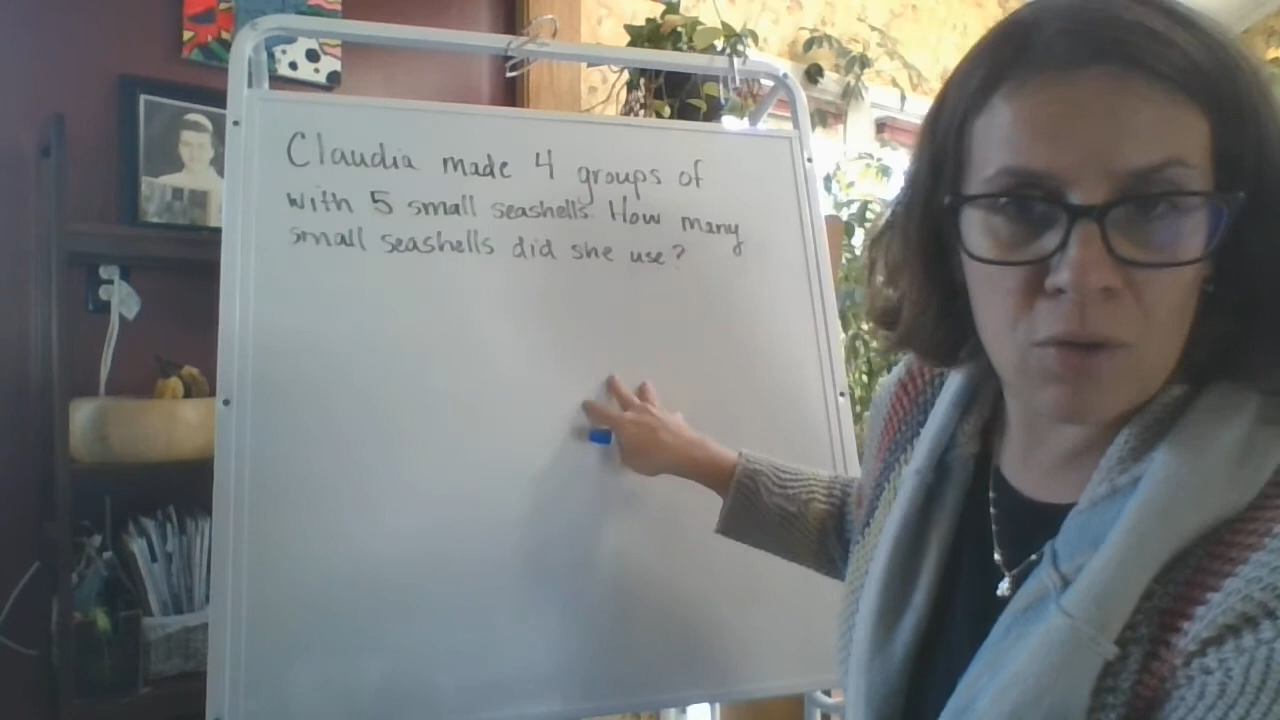 Claudia made 4 groups of
with 5 small seashells. How many
small seashells did she use?